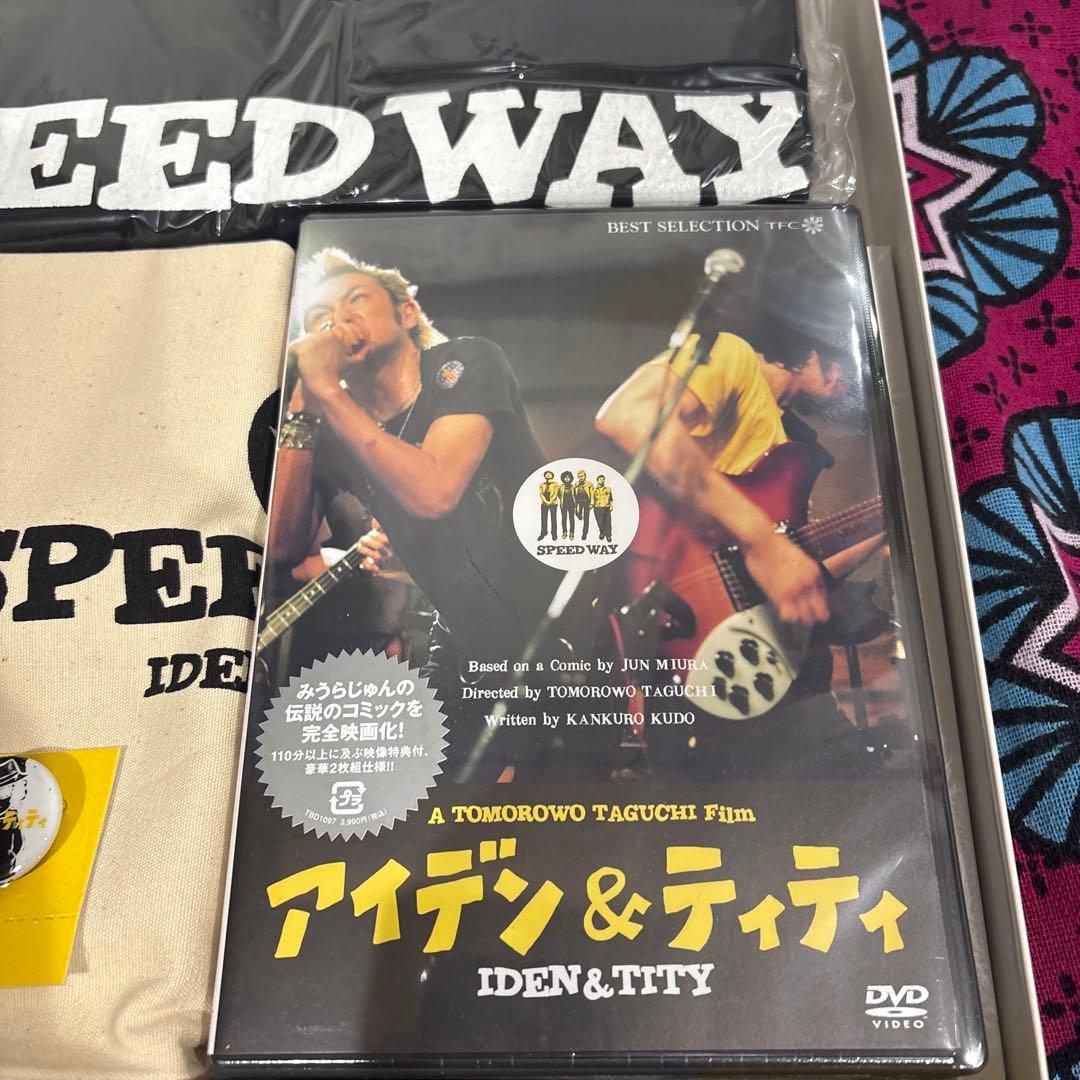 EEDWAY
SPEE
IDEN
ティティ
BEST SELECTION TFC
SPEED WAY
Based on a Comic by JUN MIURA
Directed by TOMOROWO TAGUCHI
Written by KANKURO KUDO
みうらじゅんの
伝説のコミックを
完全映画化!
110分以上に及ぶ映像特典付、
豪華2枚組仕様!!
プラ
TBD1097 3,990円(税込)
A TOMOROWO TAGUCHI Film
アイデン&ティティ
IDEN&TITY
DVD
VIDEO